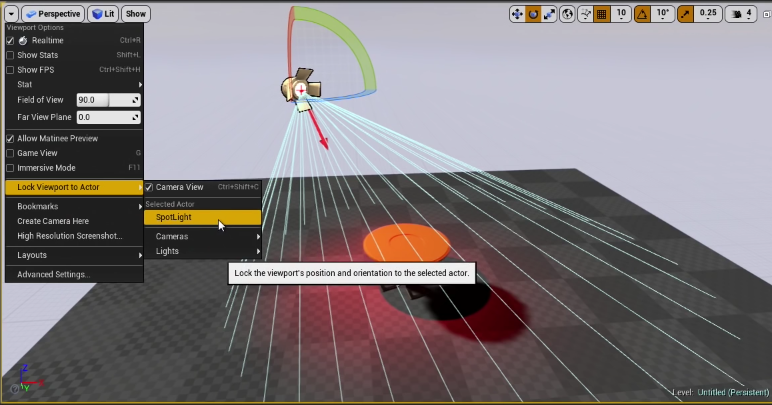 Perspective Lit Show
10 10° 0.25 4
Viewport Options
Realtime Ctrl+R
Show Stats Shift+L
Show FPS Ctrl+Shift+H
Stat
Field of View 90.0
Far View Plane 0.0
Allow Matinee Preview
Game View G
Immersive Mode F11
Lock Viewport to Actor
Camera View Ctrl+Shift+C
Selected Actor
SpotLight
Cameras
Lights
Bookmarks
Create Camera Here
High Resolution Screenshot...
Layouts
Advanced Settings...
Lock the viewport's position and orientation to the selected actor.
Z
X
Y
Level: Untitled (Persistent)